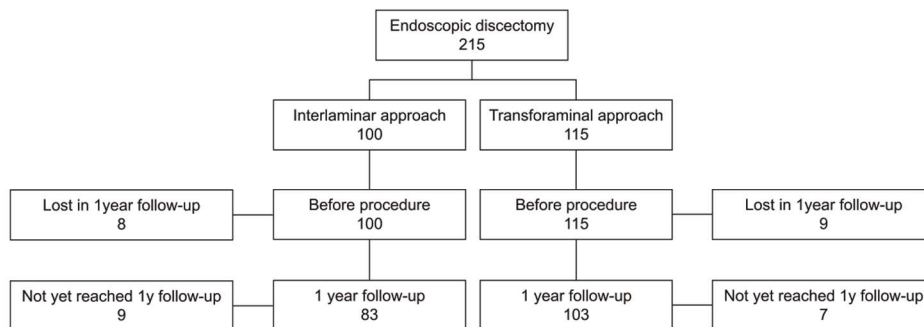 Endoscopic discectomy
215
Interlaminar approach
100
Transforaminal approach
115
Lost in 1year follow-up
8
Before procedure
100
Before procedure
115
Lost in 1year follow-up
9
Not yet reached 1y follow-up
9
1 year follow-up
83
1 year follow-up
103
Not yet reached 1y follow-up
7